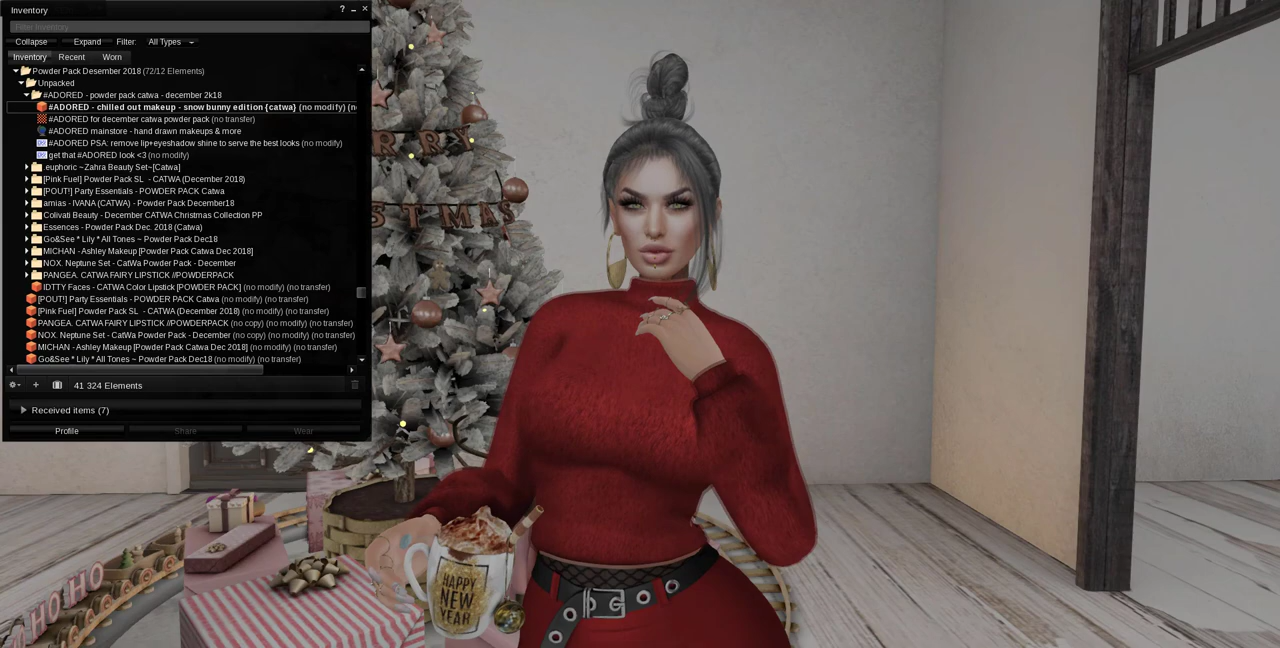 Inventory
? – ×
Filter Inventory
Collapse Expand Filter: All Types
Inventory Recent Worn
Powder Pack Desember 2018 (72/12 Elements)
Unpacked
#ADORED - powder pack catwa - december 2k18
#ADORED - chilled out makeup - snow bunny edition {catwa} (no modify) (n
#ADORED for december catwa powder pack (no transfer)
#ADORED mainstore - hand drawn makeups & more
#ADORED PSA: remove lip+eyeshadow shine to serve the best looks (no modify)
get that #ADORED look <3 (no modify)
.euphoric ~Zahra Beauty Set~[Catwa]
[Pink Fuel] Powder Pack SL - CATWA (December 2018)
[POUT!] Party Essentials - POWDER PACK Catwa
amias - IVANA (CATWA) - Powder Pack December18
Colivati Beauty - December CATWA Christmas Collection PP
Essences - Powder Pack Dec. 2018 (Catwa)
Go&See * Lily * All Tones ~ Powder Pack Dec18
MICHAN - Ashley Makeup [Powder Pack Catwa Dec 2018]
NOX. Neptune Set - CatWa Powder Pack - December
PANGEA. CATWA FAIRY LIPSTICK //POWDERPACK
IDTTY Faces - CATWA Color Lipstick [POWDER PACK] (no modify) (no transfer)
[POUT!] Party Essentials - POWDER PACK Catwa (no modify) (no transfer)
[Pink Fuel] Powder Pack SL - CATWA (December 2018) (no modify) (no transfer)
PANGEA. CATWA FAIRY LIPSTICK //POWDERPACK (no copy) (no modify) (no transfer)
NOX. Neptune Set - CatWa Powder Pack - December (no copy) (no modify) (no transfer)
MICHAN - Ashley Makeup [Powder Pack Catwa Dec 2018] (no modify) (no transfer)
Go&See * Lily * All Tones ~ Powder Pack Dec18 (no modify) (no transfer)
41 324 Elements
Received items (7)
Profile Share Wear
RRY
STMAS
HO HO HO
HAPPY
NEW
YEAR